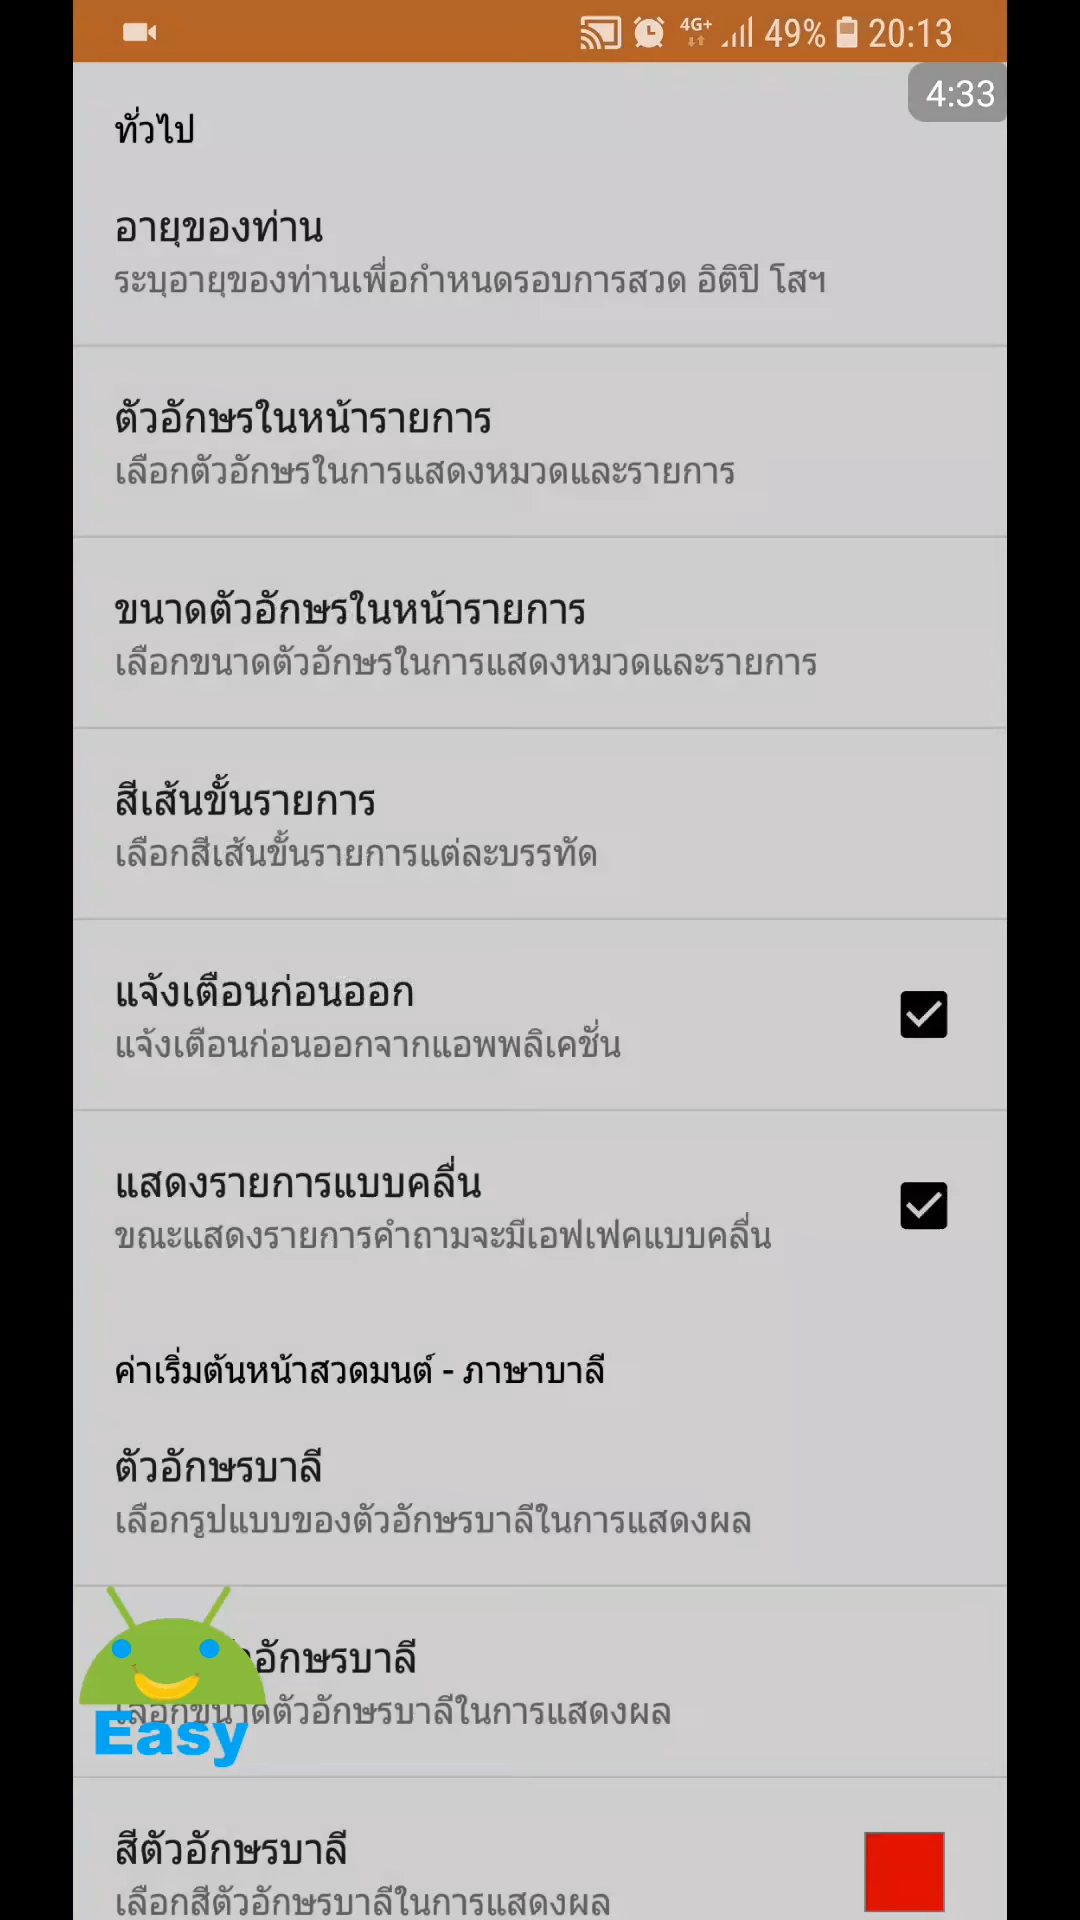 4G+ 49% 20:13
4:33
ทั่วไป
อายุของท่าน
ระบุอายุของท่านเพื่อกำหนดรอบการสวด อิติปิ โสฯ
ตัวอักษรในหน้ารายการ
เลือกตัวอักษรในการแสดงหมวดและรายการ
ขนาดตัวอักษรในหน้ารายการ
เลือกขนาดตัวอักษรในการแสดงหมวดและรายการ
สีเส้นขั้นรายการ
เลือกสีเส้นขั้นรายการแต่ละบรรทัด
แจ้งเตือนก่อนออก
แจ้งเตือนก่อนออกจากแอพพลิเคชั่น
แสดงรายการแบบคลื่น
ขณะแสดงรายการคำถามจะมีเอฟเฟคแบบคลื่น
ค่าเริ่มต้นหน้าสวดมนต์ - ภาษาบาลี
ตัวอักษรบาลี
เลือกรูปแบบของตัวอักษรบาลีในการแสดงผล
อักษรบาลี
เลือกขนาดตัวอักษรบาลีในการแสดงผล
Easy
สีตัวอักษรบาลี
เลือกสีตัวอักษรบาลีในการแสดงผล